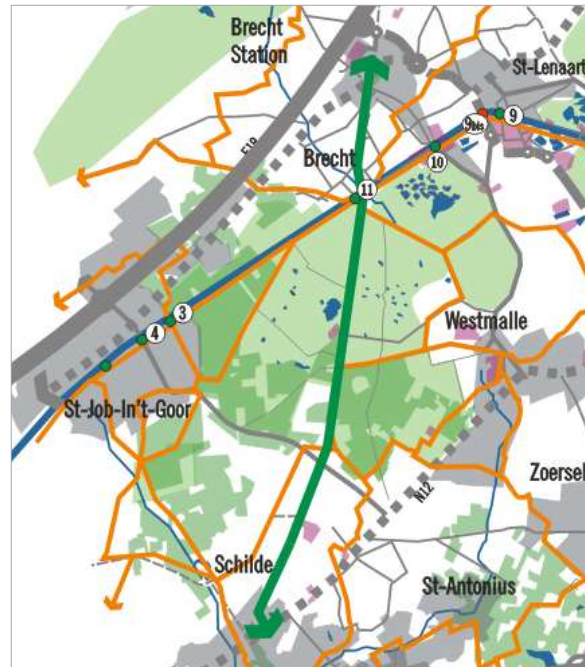 Brecht
Station
St-Lenaart
E19
9bis
9
Brecht
10
11
3
4
Westmalle
St-Job-In't-Goor
Zoersel
N12
Schilde
St-Antonius